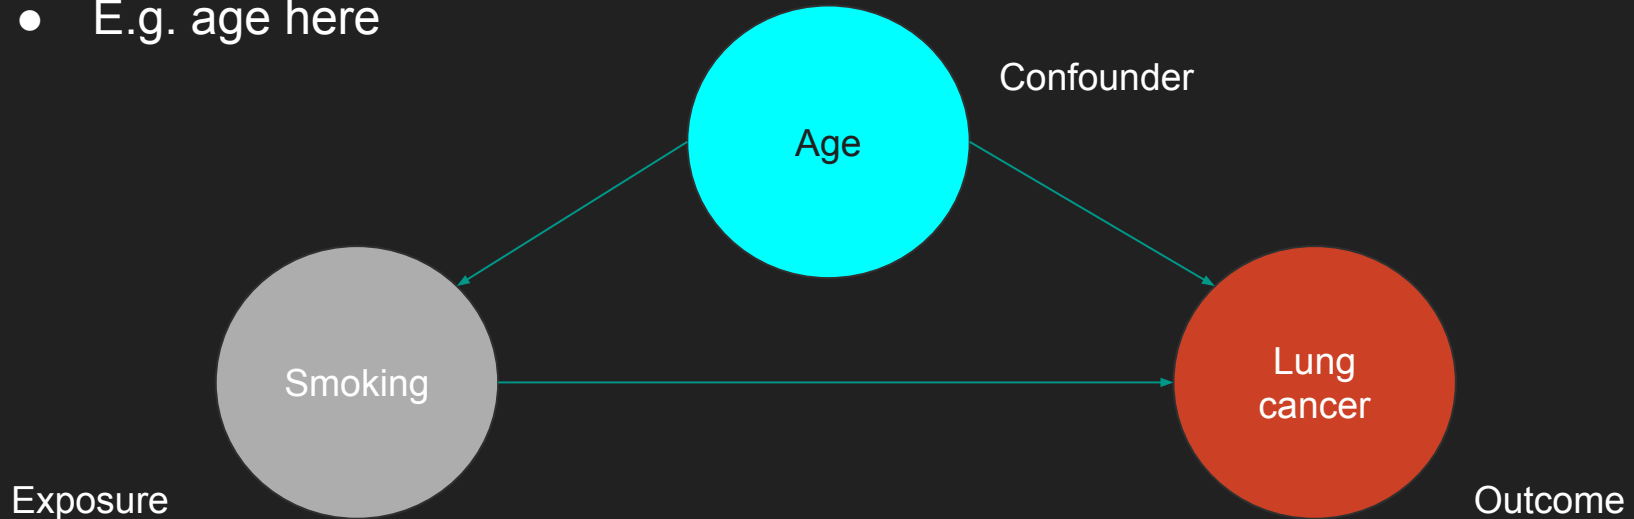 ● E.g. age here
Confounder
Age
Smoking
Lung
cancer
Exposure
Outcome